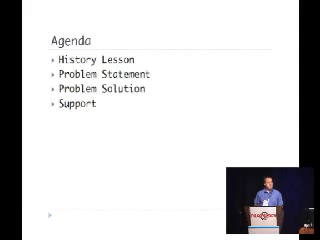 Agenda
History Lesson
Problem Statement
Problem Solution
Support